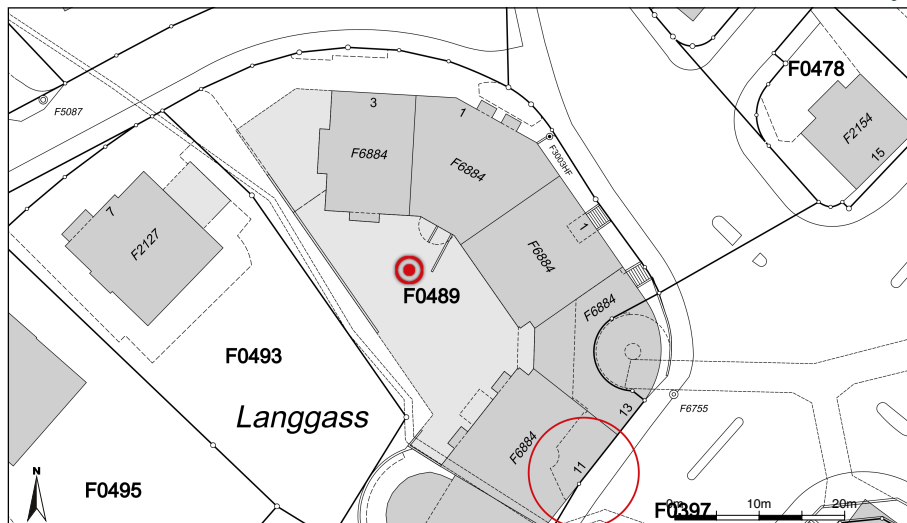 F0478
F5087
3
1
F6884
F6884
F3003HF
F2154
15
7
F2127
1
F6884
F0489
F6884
F0493
Langgass
13
F6755
F6884
11
F0495
N
F0397
0m 10m 20m